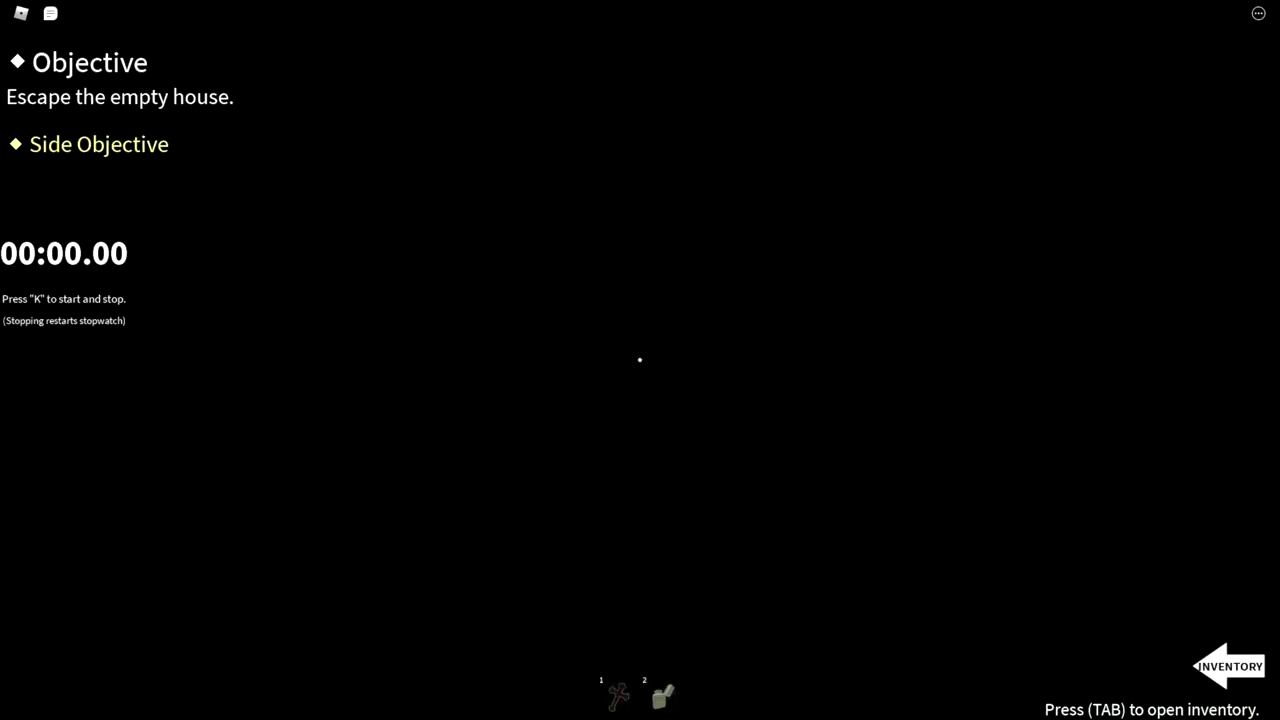 Objective
Escape the empty house.
Side Objective
00:00.00
Press "K" to start and stop.
(Stopping restarts stopwatch)
1 2
INVENTORY
Press (TAB) to open inventory.